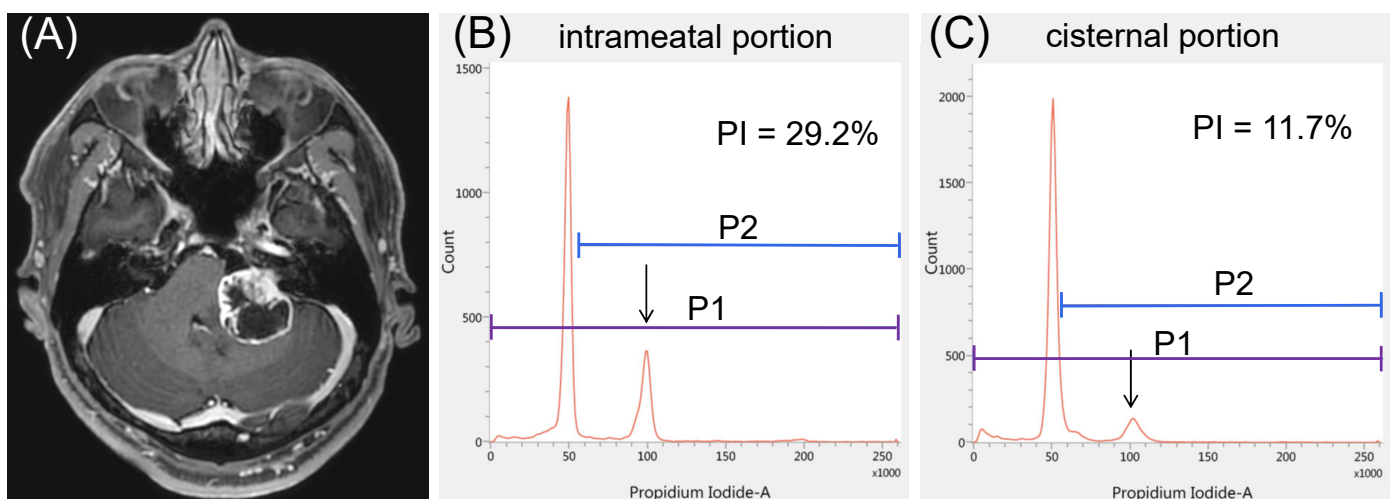 (A)
(B) intrameatal portion
1500
1000
500
0
Count
PI = 29.2%
P2
P1
0 50 100 150 200 250
x1000
Propidium Iodide-A
(C) cisternal portion
2000
1500
1000
500
0
Count
PI = 11.7%
P2
P1
0 50 100 150 200 250
x1000
Propidium Iodide-A